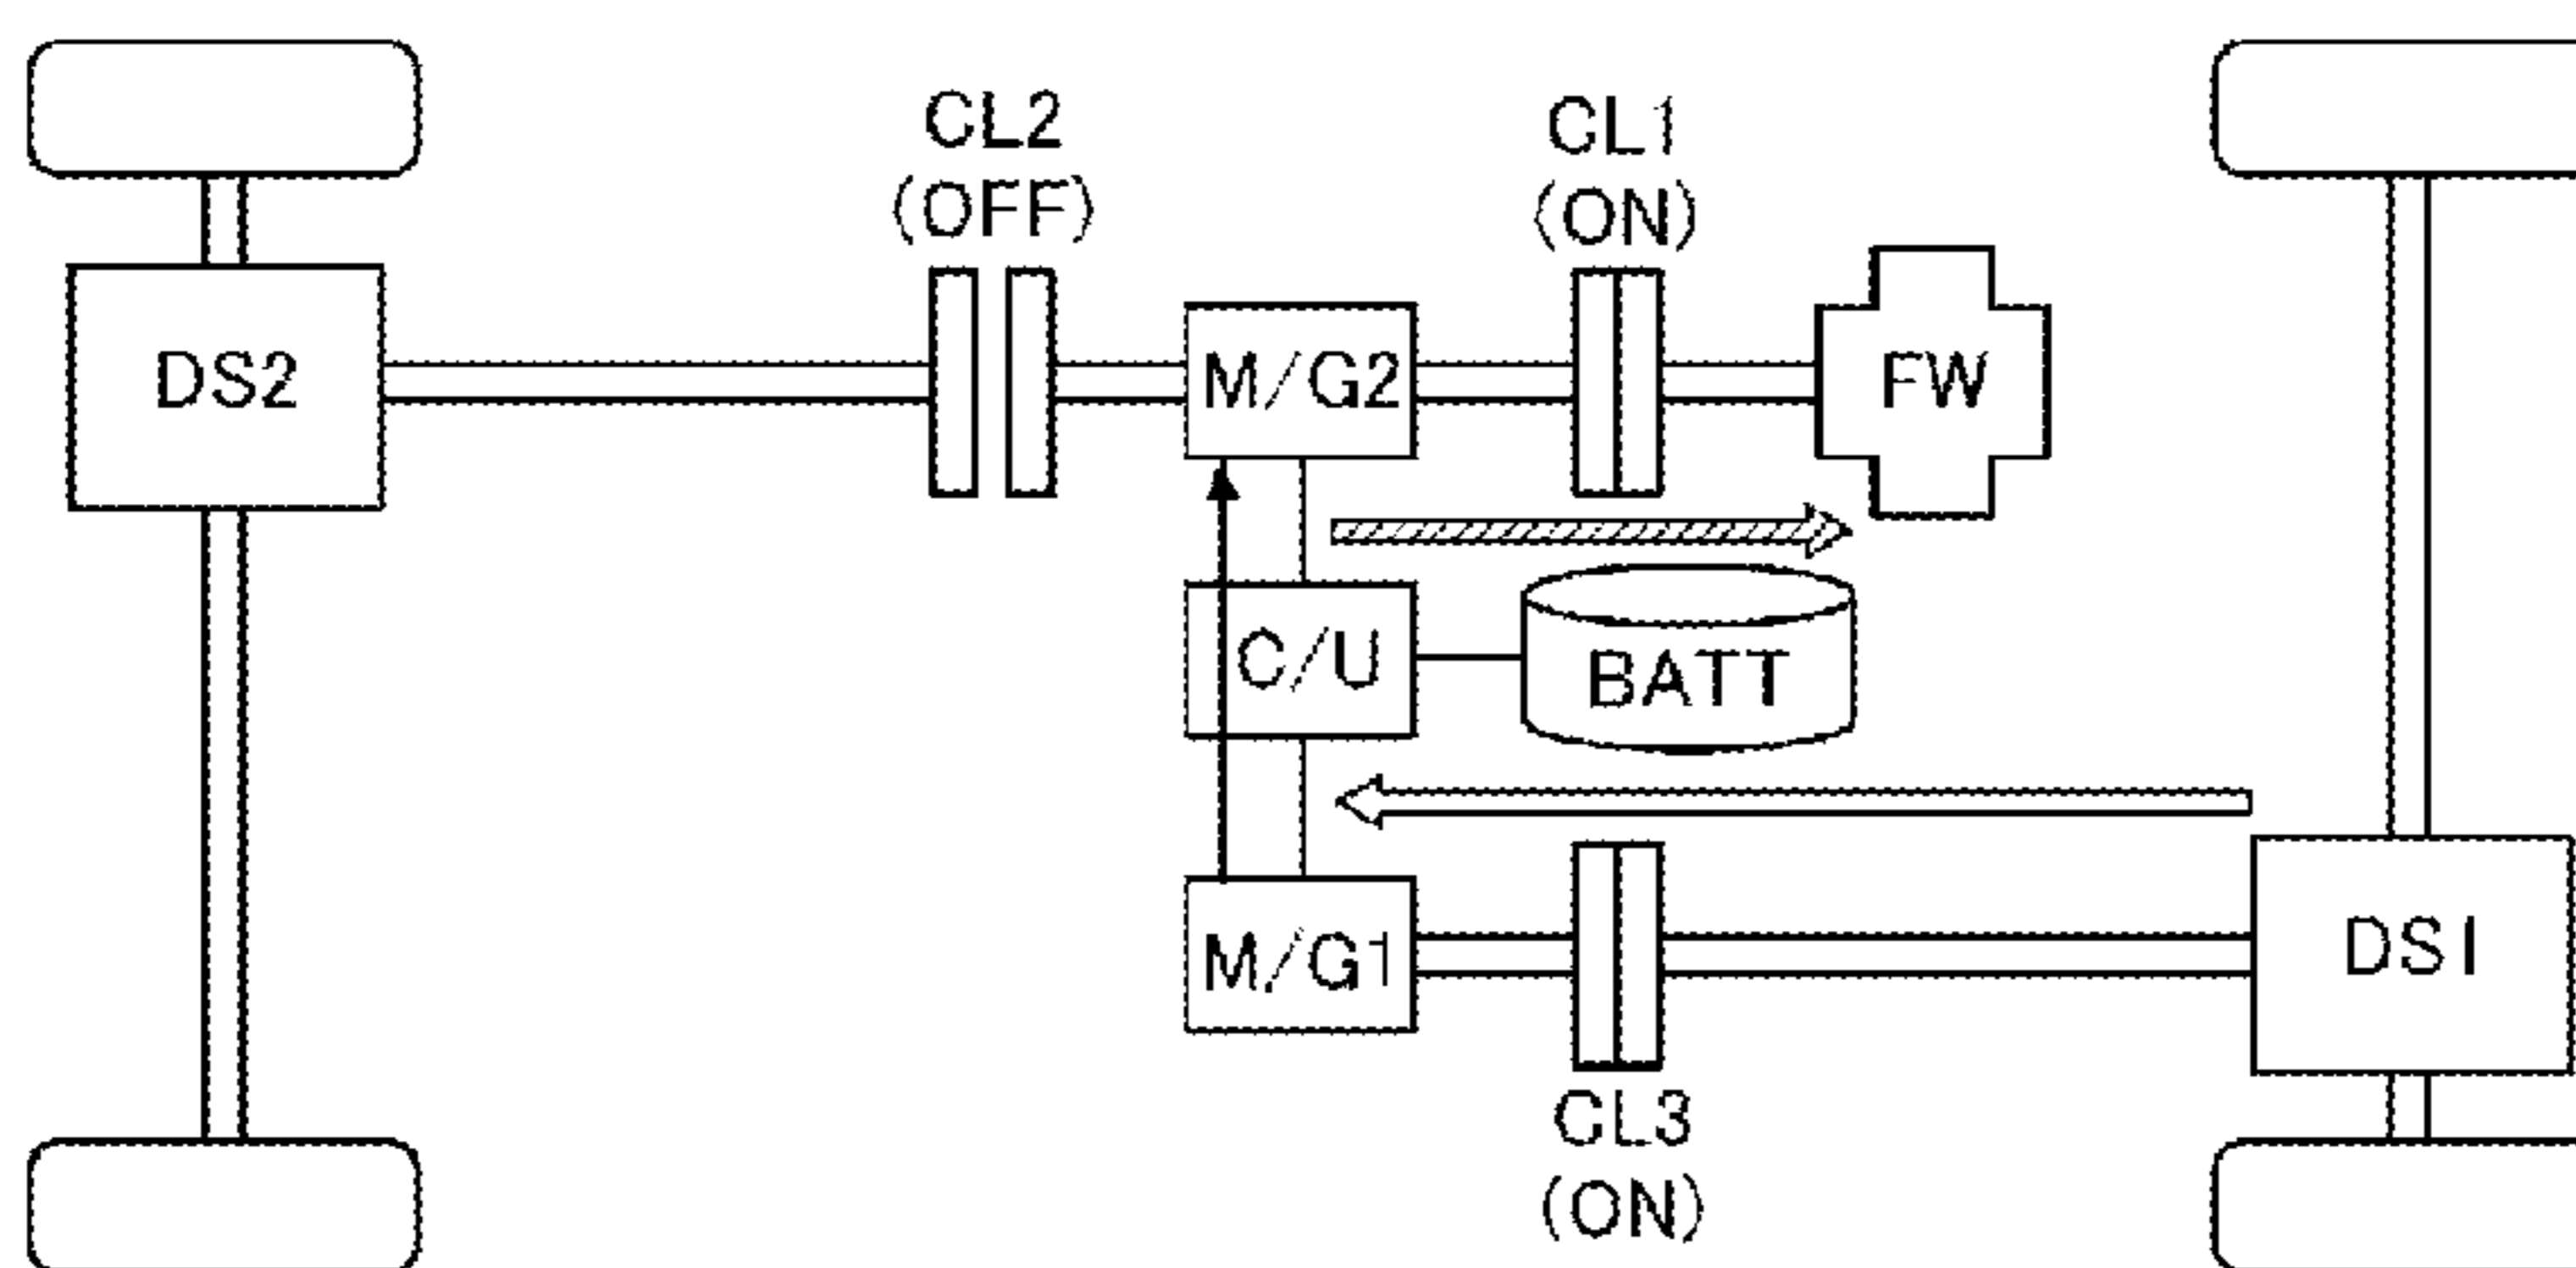 CL2
(OFF)
CL1
(ON)
DS2
M/G2
FW
C/U
BATT
M/G1
DS1
CL3
(ON)